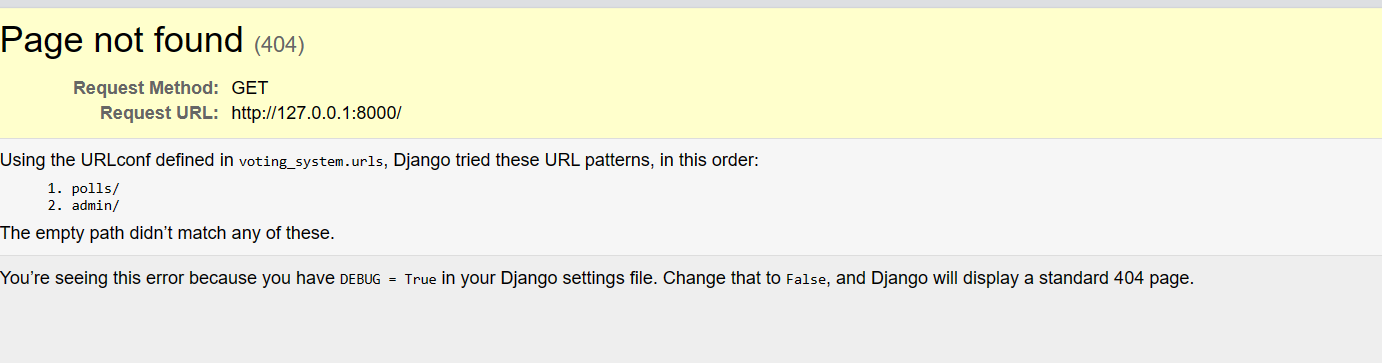 Page not found (404)
Request Method: GET
Request URL: http://127.0.0.1:8000/
Using the URLconf defined in voting_system.urls, Django tried these URL patterns, in this order:
1. polls/
2. admin/
The empty path didn’t match any of these.
You’re seeing this error because you have DEBUG = True in your Django settings file. Change that to False, and Django will display a standard 404 page.